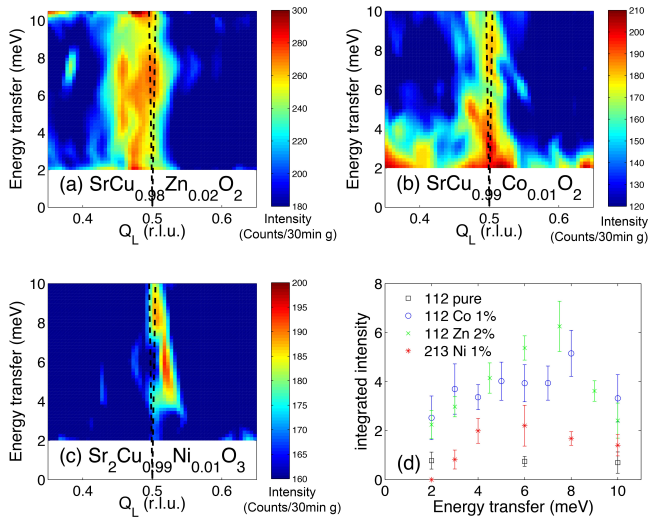 10
8
6
4
2
0
Energy transfer (meV)
(a) SrCu0.98Zn0.02O2
0.4 0.5 0.6
QL (r.l.u.)
300
280
260
240
220
200
180
Intensity
(Counts/30min g)
10
8
6
4
2
0
Energy transfer (meV)
(b) SrCu0.99Co0.01O2
0.4 0.5 0.6
QL (r.l.u.)
210
200
190
180
170
160
150
140
130
120
Intensity
(Counts/30min g)
10
8
6
4
2
0
Energy transfer (meV)
(c) Sr2Cu0.99Ni0.01O3
0.4 0.5 0.6
QL (r.l.u.)
200
195
190
185
180
175
170
165
160
Intensity
(Counts/30min g)
8
6
4
2
0
integrated intensity
112 pure
112 Co 1%
112 Zn 2%
213 Ni 1%
(d)
0 2 4 6 8 10
Energy transfer (meV)